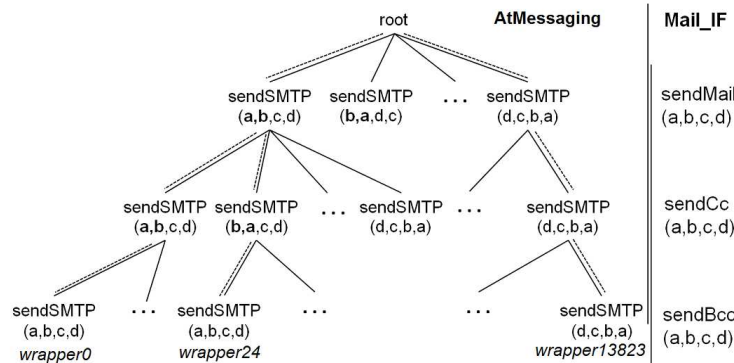 root
AtMessaging
Mail_IF
sendSMTP sendSMTP ... sendSMTP
(a,b,c,d) (b,a,d,c) (d,c,b,a)
sendMail
(a,b,c,d)
sendSMTP sendSMTP ... sendSMTP ... sendSMTP
(a,b,c,d) (b,a,c,d) (d,c,b,a) (d,c,b,a)
sendCc
(a,b,c,d)
sendSMTP ... sendSMTP ... ... sendSMTP
(a,b,c,d) (a,b,c,d) (d,c,b,a)
wrapper0 wrapper24 wrapper13823
sendBcc
(a,b,c,d)